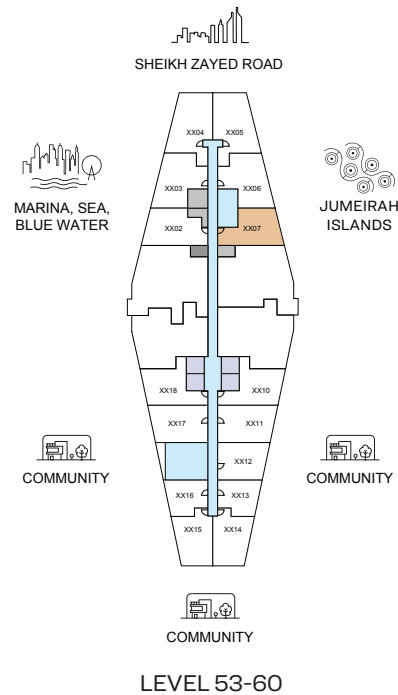 SHEIKH ZAYED ROAD
XX04
XX05
XX03
XX06
MARINA, SEA,
BLUE WATER
JUMEIRAH
ISLANDS
XX02
XX07
XX18
XX10
XX17
XX11
XX12
COMMUNITY
COMMUNITY
XX16
XX13
XX15
XX14
COMMUNITY
LEVEL 53-60